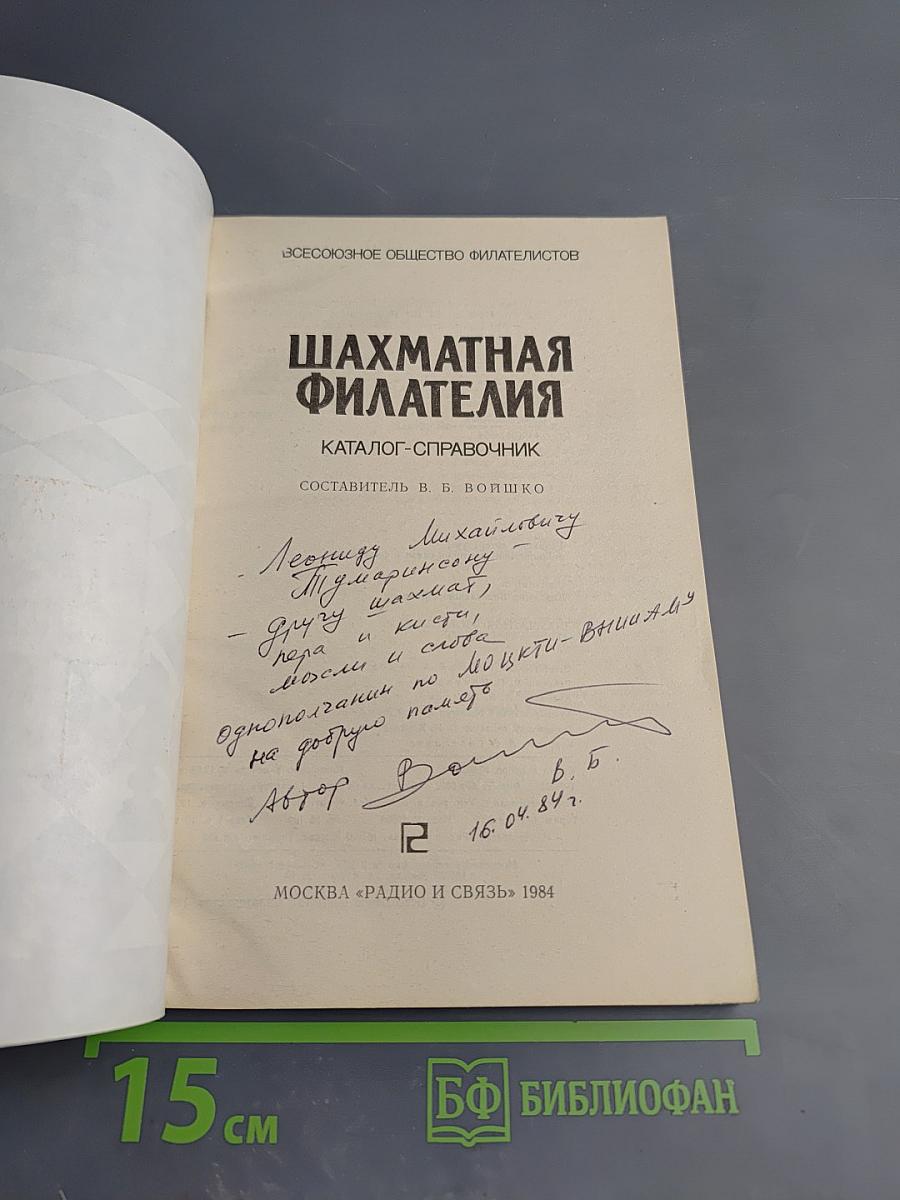 ВСЕСОЮЗНОЕ ОБЩЕСТВО ФИЛАТЕЛИСТОВ
ШАХМАТНАЯ
ФИЛАТЕЛИЯ
КАТАЛОГ-СПРАВОЧНИК
СОСТАВИТЕЛЬ В. Б. ВОЙШКО
Леониду Михайловичу
Тумаринсону –
– другу шахмат,
пера и кисти,
мысли и слова
однополчанин по МОЦКТИ-ВНИИАМУ
на добрую память
Автор
В. Б.
16.04.84 г.
МОСКВА «РАДИО И СВЯЗЬ» 1984
15 см
БФ БИБЛИОФАН